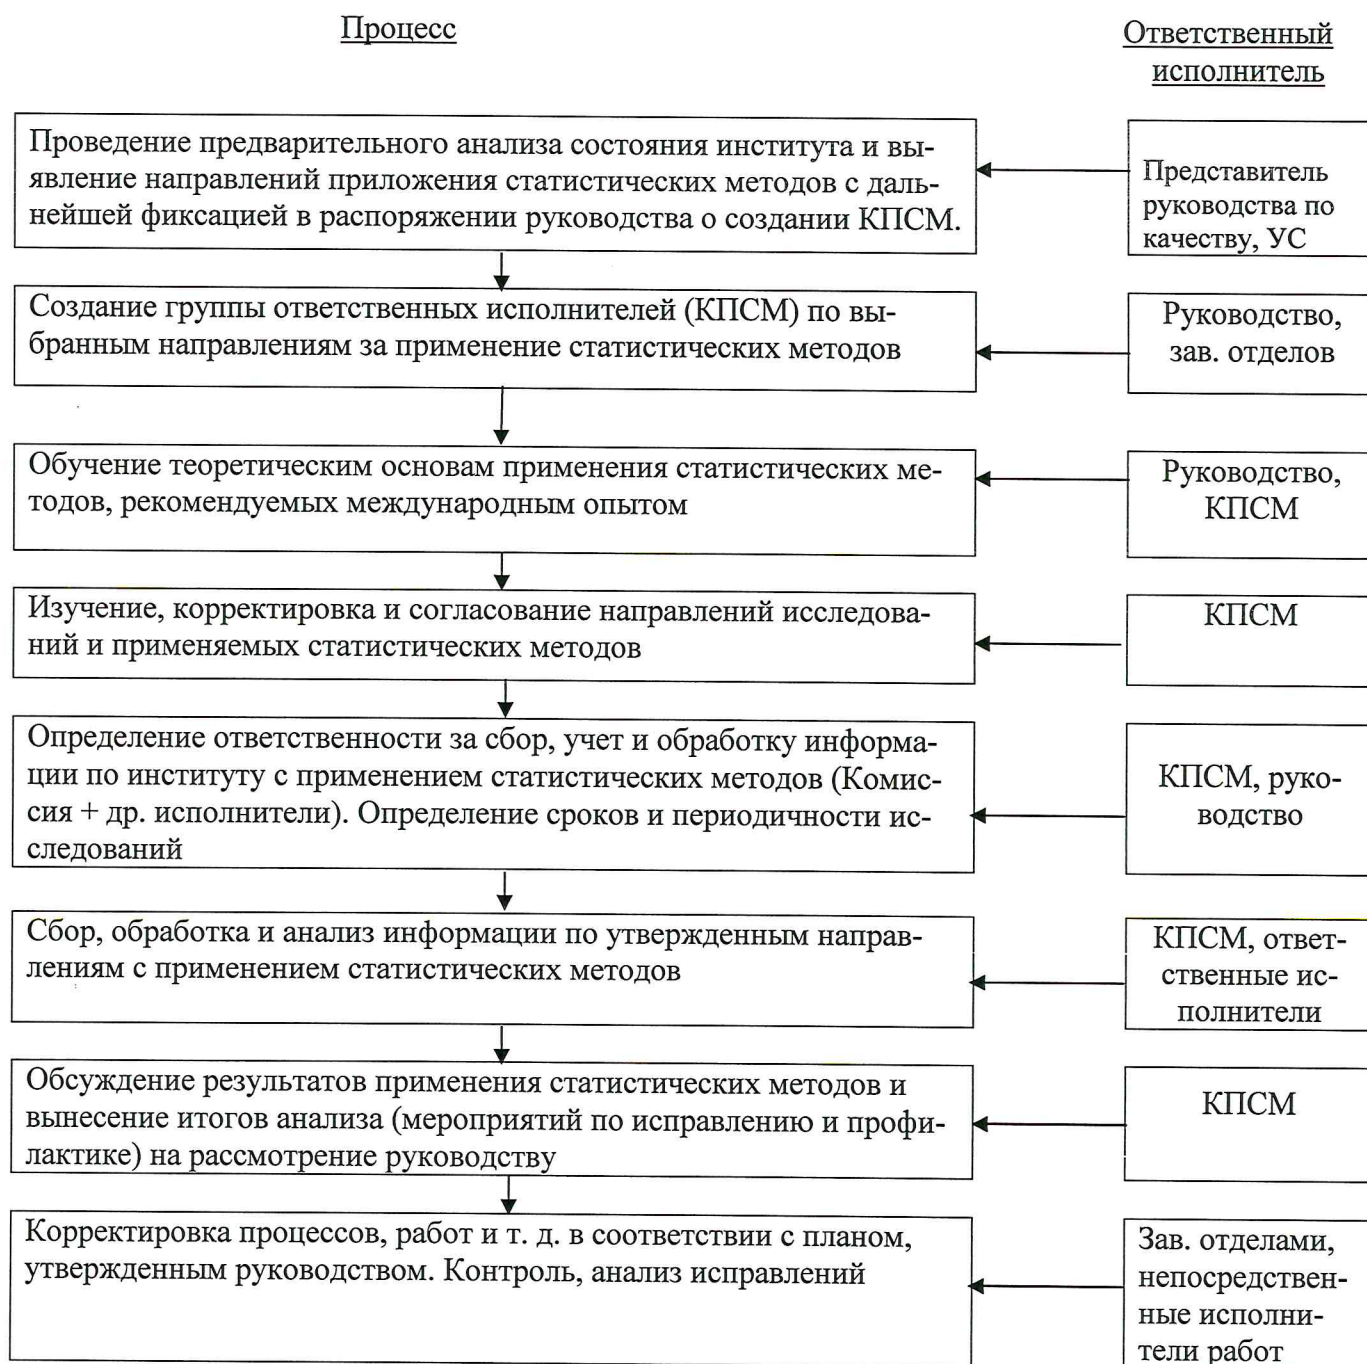 Процесс
Ответственный
исполнитель
Проведение предварительного анализа состояния института и вы-
явление направлений приложения статистических методов с даль-
нейшей фиксацией в распоряжении руководства о создании КПСМ.
Представитель
руководства по
качеству, УС
Создание группы ответственных исполнителей (КПСМ) по вы-
бранным направлениям за применение статистических методов
Руководство,
зав. отделов
Обучение теоретическим основам применения статистических ме-
тодов, рекомендуемых международным опытом
Руководство,
КПСМ
Изучение, корректировка и согласование направлений исследова-
ний и применяемых статистических методов
КПСМ
Определение ответственности за сбор, учет и обработку информа-
ции по институту с применением статистических методов (Комис-
сия + др. исполнители). Определение сроков и периодичности ис-
следований
КПСМ, руко-
водство
Сбор, обработка и анализ информации по утвержденным направ-
лениям с применением статистических методов
КПСМ, ответ-
ственные ис-
полнители
Обсуждение результатов применения статистических методов и
вынесение итогов анализа (мероприятий по исправлению и профи-
лактике) на рассмотрение руководству
КПСМ
Корректировка процессов, работ и т. д. в соответствии с планом,
утвержденным руководством. Контроль, анализ исправлений
Зав. отделами,
непосредствен-
ные исполни-
тели работ